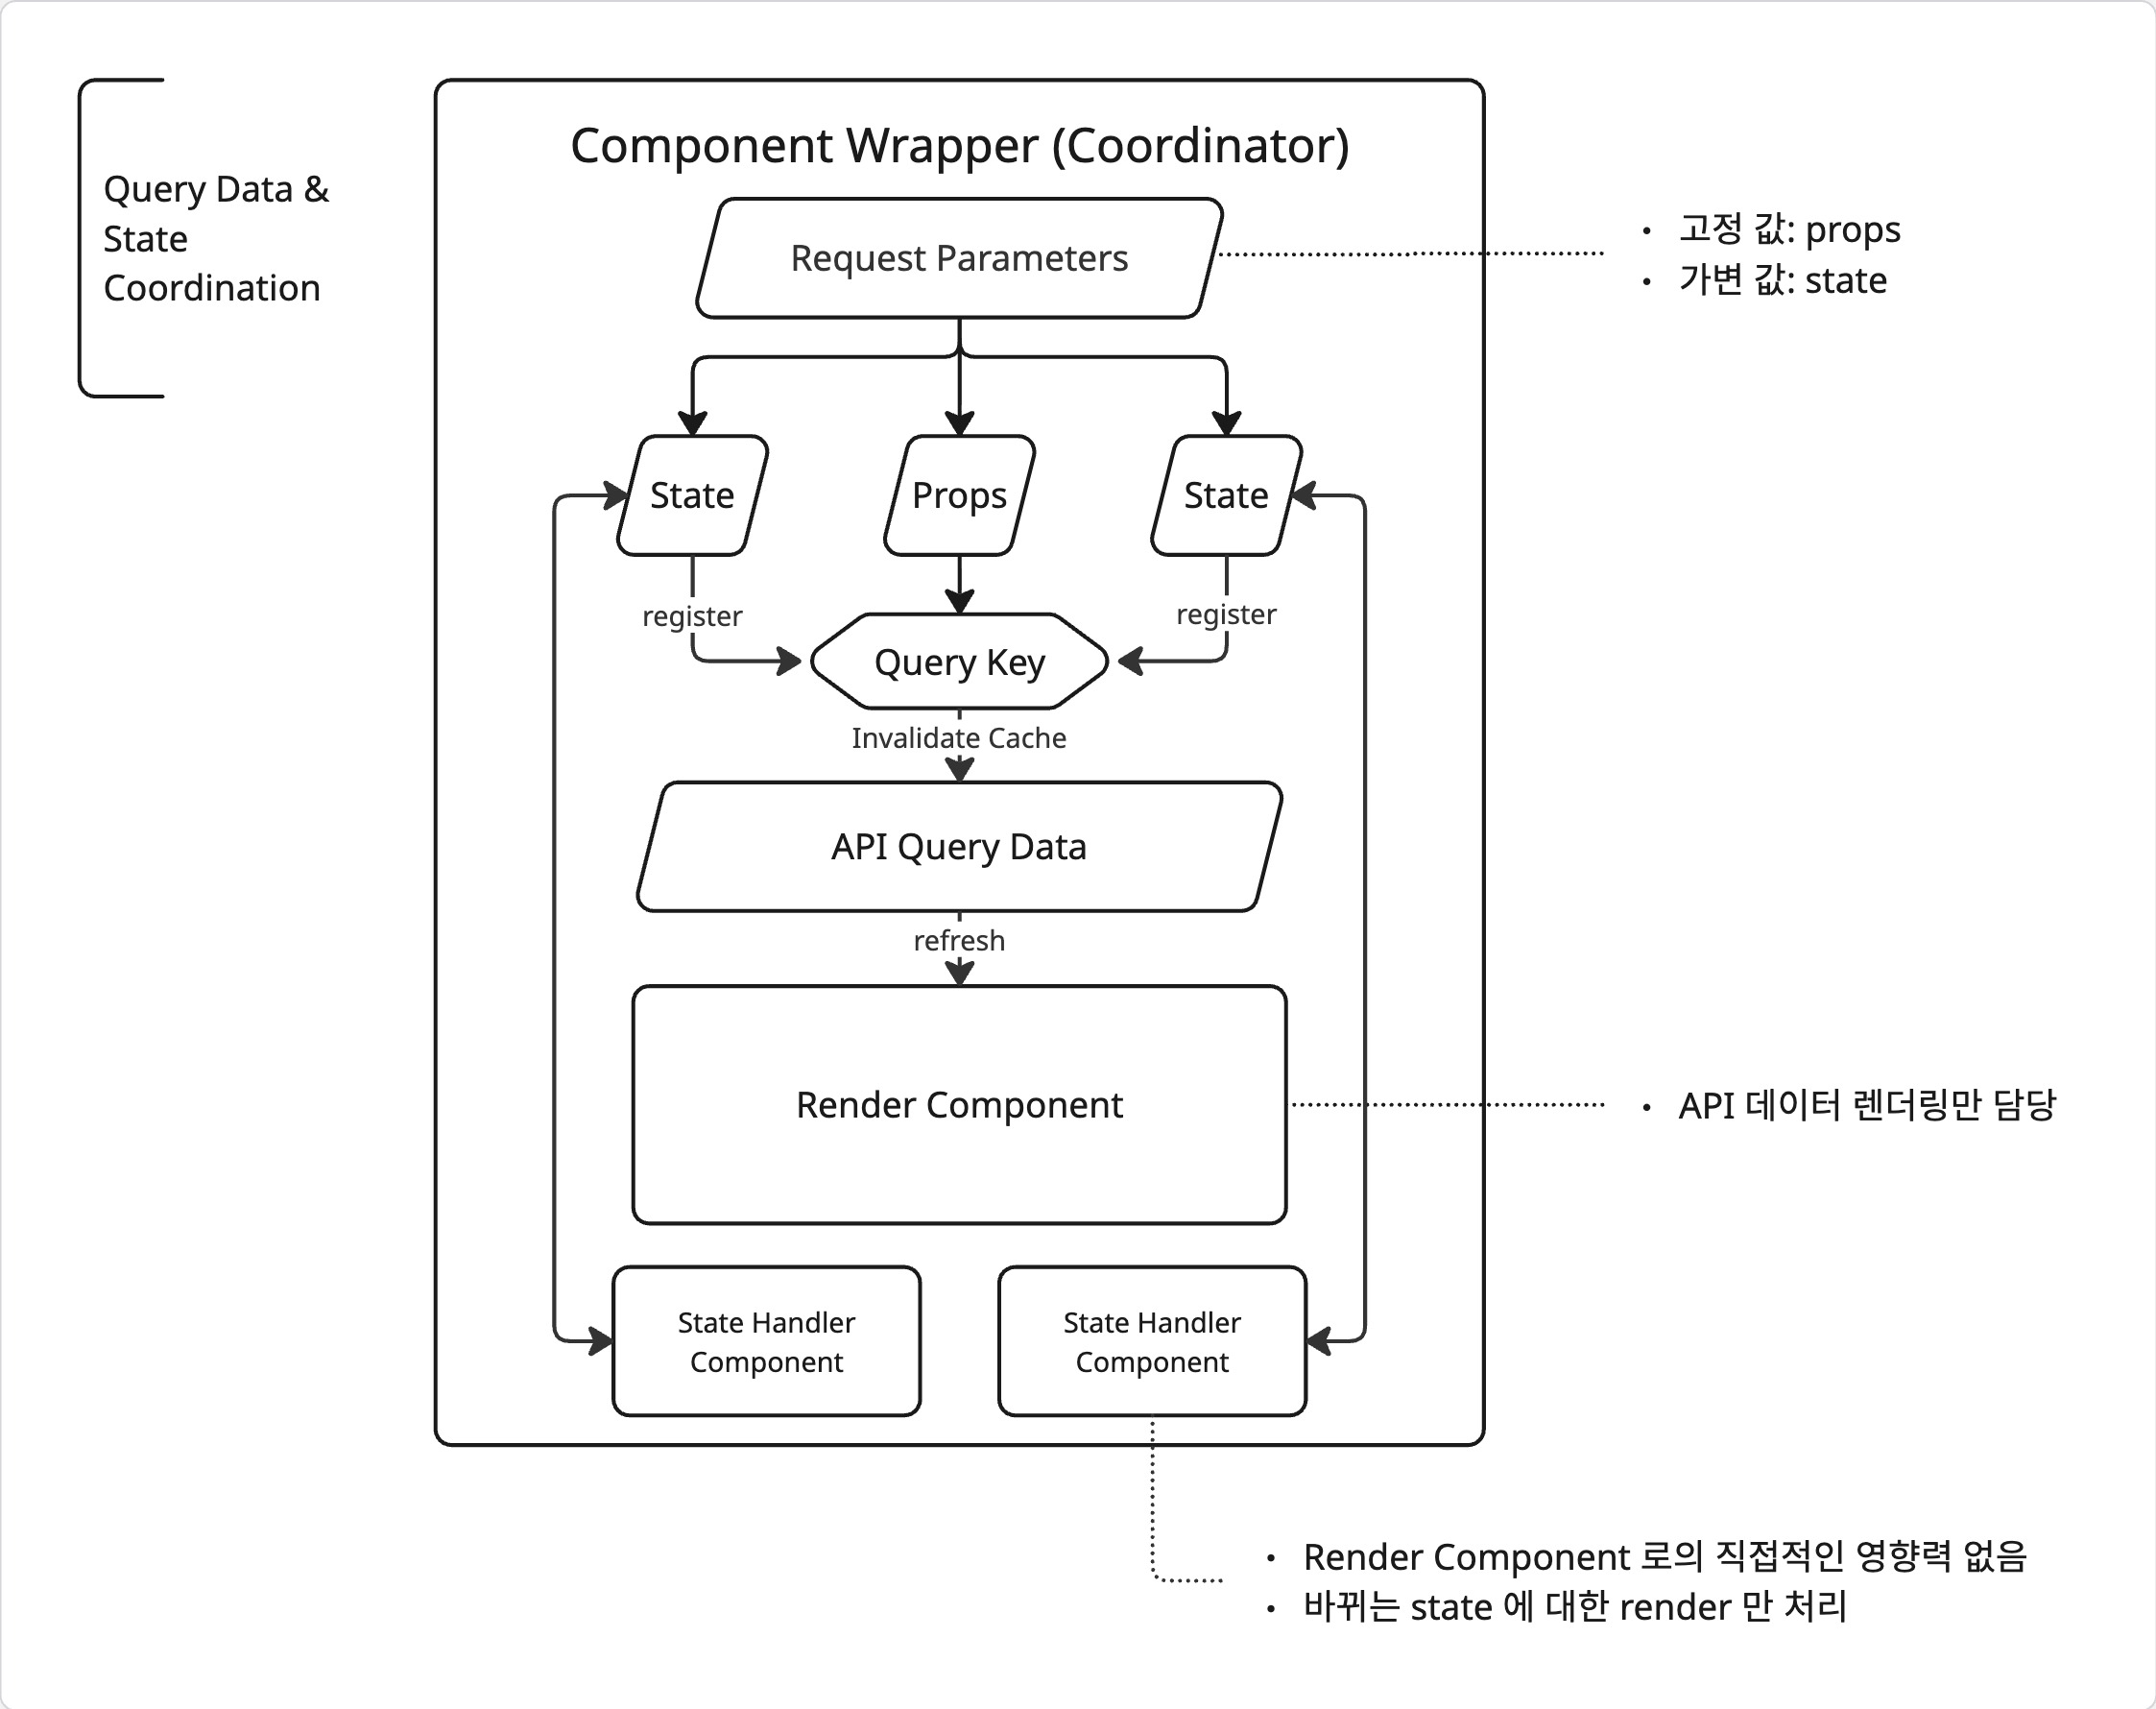 Query Data &
State
Coordination
Component Wrapper (Coordinator)
Request Parameters
• 고정 값: props
• 가변 값: state
State
Props
State
register
register
Query Key
Invalidate Cache
API Query Data
refresh
Render Component
• API 데이터 렌더링만 담당
State Handler
Component
State Handler
Component
• Render Component 로의 직접적인 영향력 없음
• 바뀌는 state 에 대한 render 만 처리